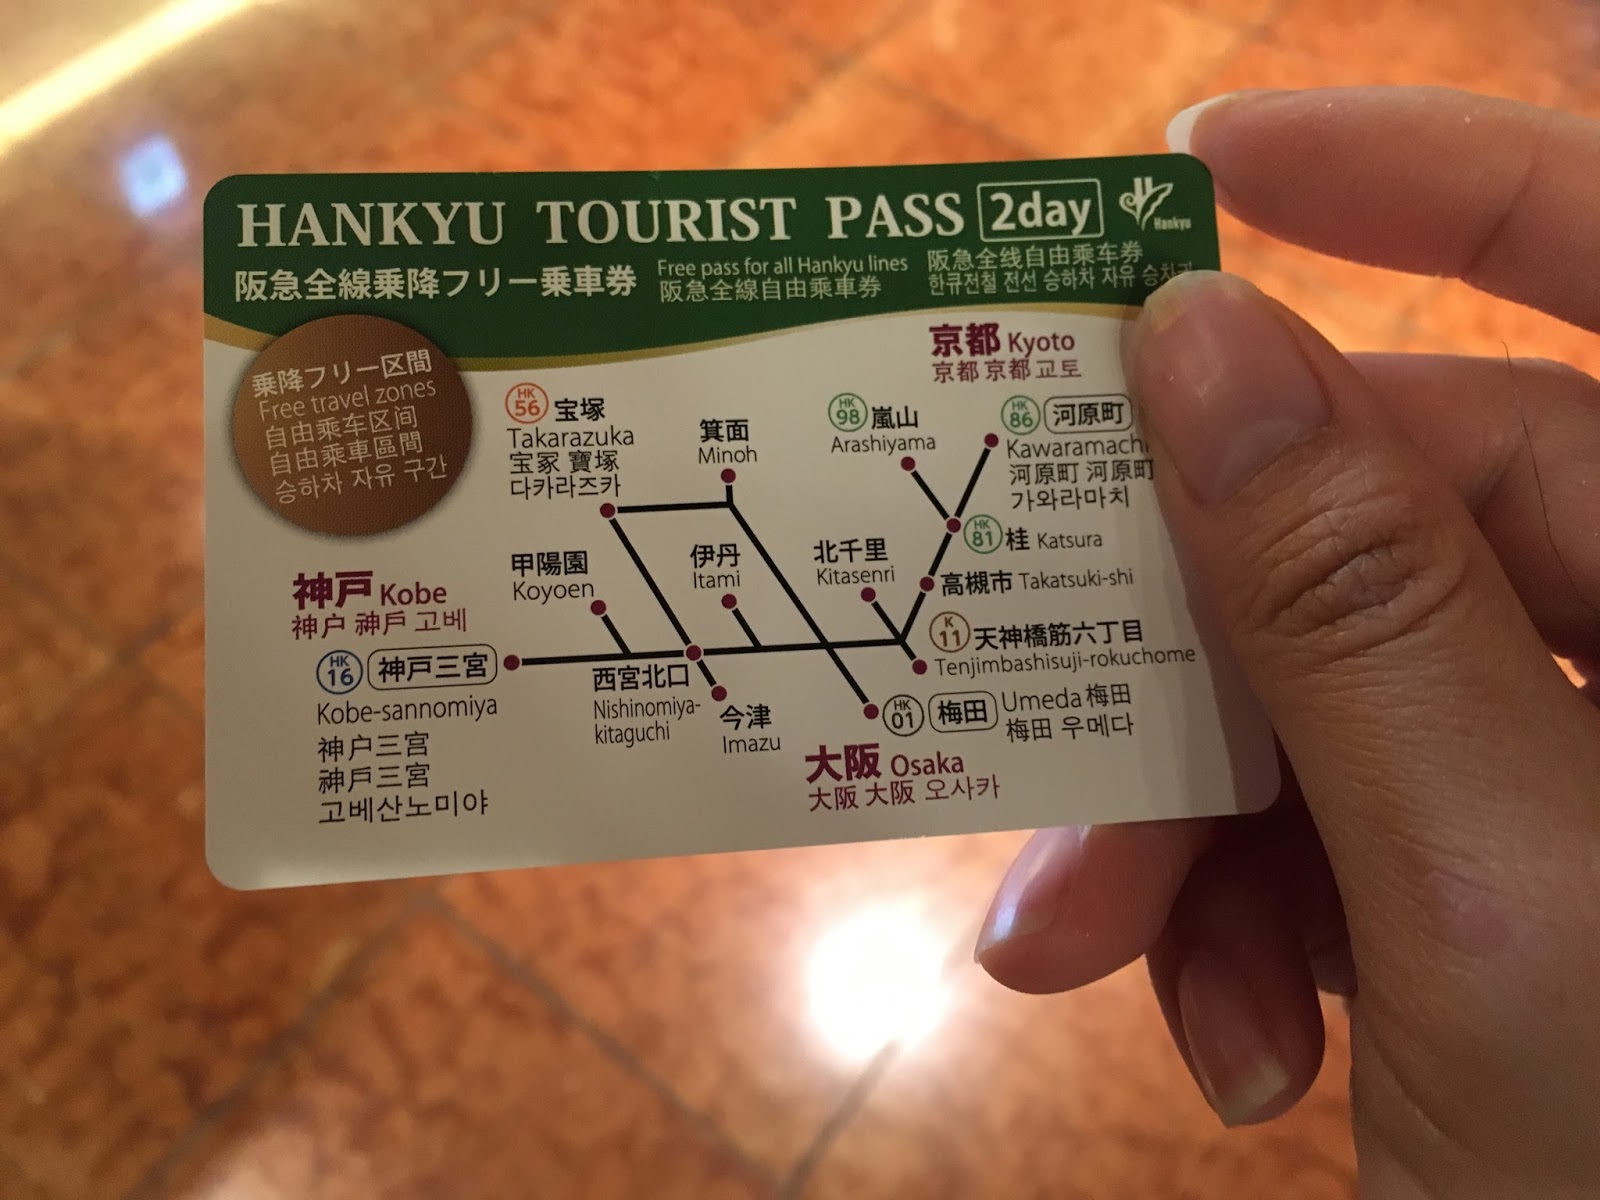 HANKYU TOURIST PASS 2day
Hankyu
阪急全線乗降フリー乗車券
Free pass for all Hankyu lines
阪急全線自由乘車券
阪急全线自由乘车券
한큐전철 전선 승하차 자유
乗降フリー区間
Free travel zones
自由乘车区间
自由乘車區間
승하차 자유 구간
京都 Kyoto
京都 京都 교토
HK 56 宝塚
Takarazuka
宝冢 寶塚
다카라즈카
箕面
Minoh
HK 98 嵐山
Arashiyama
HK 86 河原町
Kawaramachi
河原町 河原町
가와라마치
HK 81 桂 Katsura
高槻市 Takatsuki-shi
甲陽園
Koyoen
伊丹
Itami
北千里
Kitasenri
K 11 天神橋筋六丁目
Tenjimbashisuji-rokuchome
神戸 Kobe
神户 神戶 고베
HK 16 神戸三宮
Kobe-sannomiya
神户三宫
神戶三宮
고베산노미야
西宮北口
Nishinomiya-
kitaguchi
今津
Imazu
HK 01 梅田 Umeda 梅田
梅田 우메다
大阪 Osaka
大阪 大阪 오사카